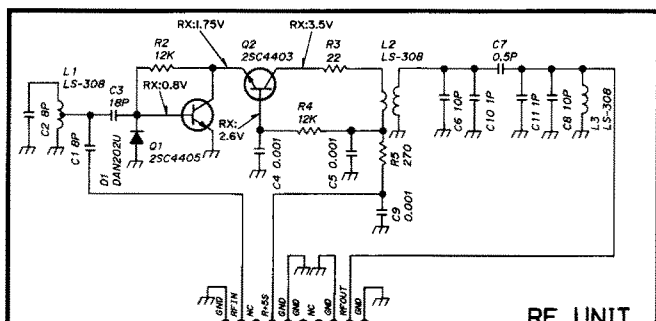 RX:1.75V
Q2
2SC4403
RX:3.5V
R2
12K
R3
22
L2
LS-308
C7
0.5P
L1
LS-308
C3
18P
RX:0.8V
C2 8P
C1 8P
D1
DAN202U
Q1
2SC4405
RX:
2.6V
R4
12K
C4 0.001
C5 0.001
R5
270
C9
0.001
C6 10P
C10 1P
C11 1P
C8 10P
L3
LS-308
GND
RFIN
NC
R+5S
GND
GND
NC
GND
RFOUT
GND
RF UNIT